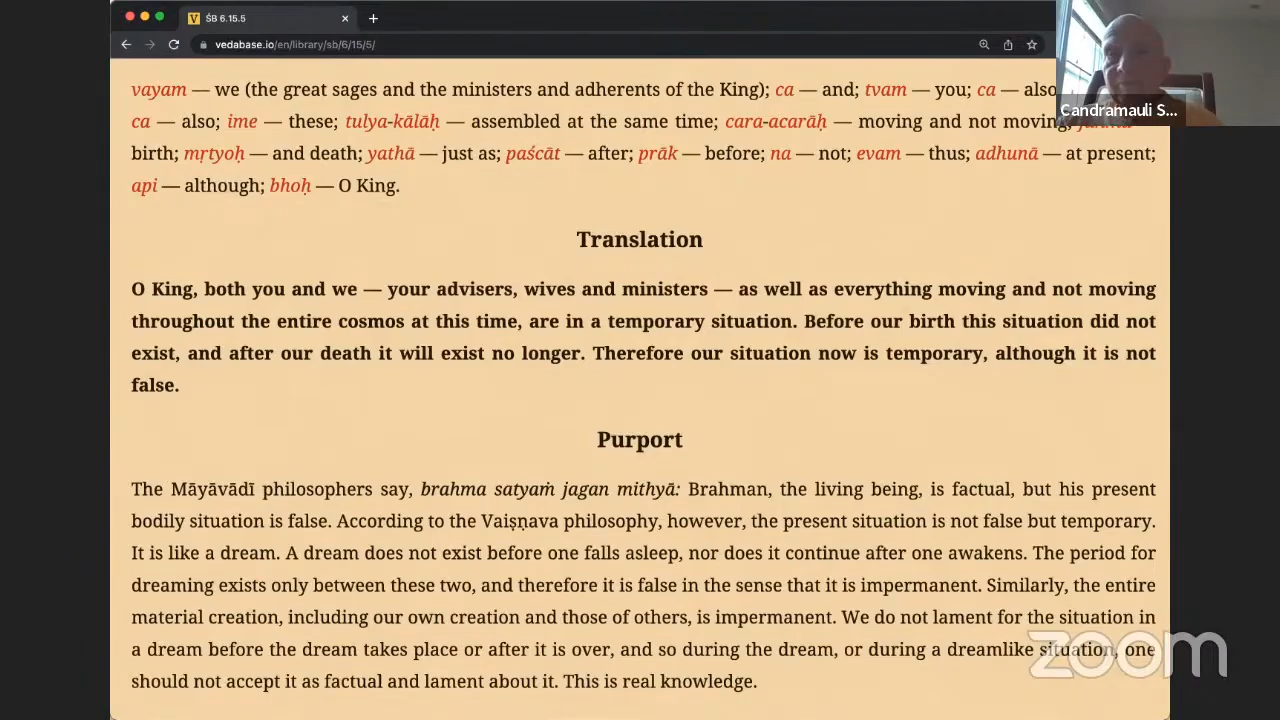 ŚB 6.15.5
vedabase.io/en/library/sb/6/15/5/
Candramauli S...
vayam — we (the great sages and the ministers and adherents of the King); ca — and; tvam — you; ca — also
ca — also; ime — these; tulya-kālāḥ — assembled at the same time; cara-acarāḥ — moving and not moving;
birth; mṛtyoḥ — and death; yathā — just as; paścāt — after; prāk — before; na — not; evam — thus; adhunā — at present;
api — although; bhoḥ — O King.
Translation
O King, both you and we — your advisers, wives and ministers — as well as everything moving and not moving
throughout the entire cosmos at this time, are in a temporary situation. Before our birth this situation did not
exist, and after our death it will exist no longer. Therefore our situation now is temporary, although it is not
false.
Purport
The Māyāvādī philosophers say, brahma satyaṁ jagan mithyā: Brahman, the living being, is factual, but his present
bodily situation is false. According to the Vaiṣṇava philosophy, however, the present situation is not false but temporary.
It is like a dream. A dream does not exist before one falls asleep, nor does it continue after one awakens. The period for
dreaming exists only between these two, and therefore it is false in the sense that it is impermanent. Similarly, the entire
material creation, including our own creation and those of others, is impermanent. We do not lament for the situation in
a dream before the dream takes place or after it is over, and so during the dream, or during a dreamlike situation, one
should not accept it as factual and lament about it. This is real knowledge.
zoom